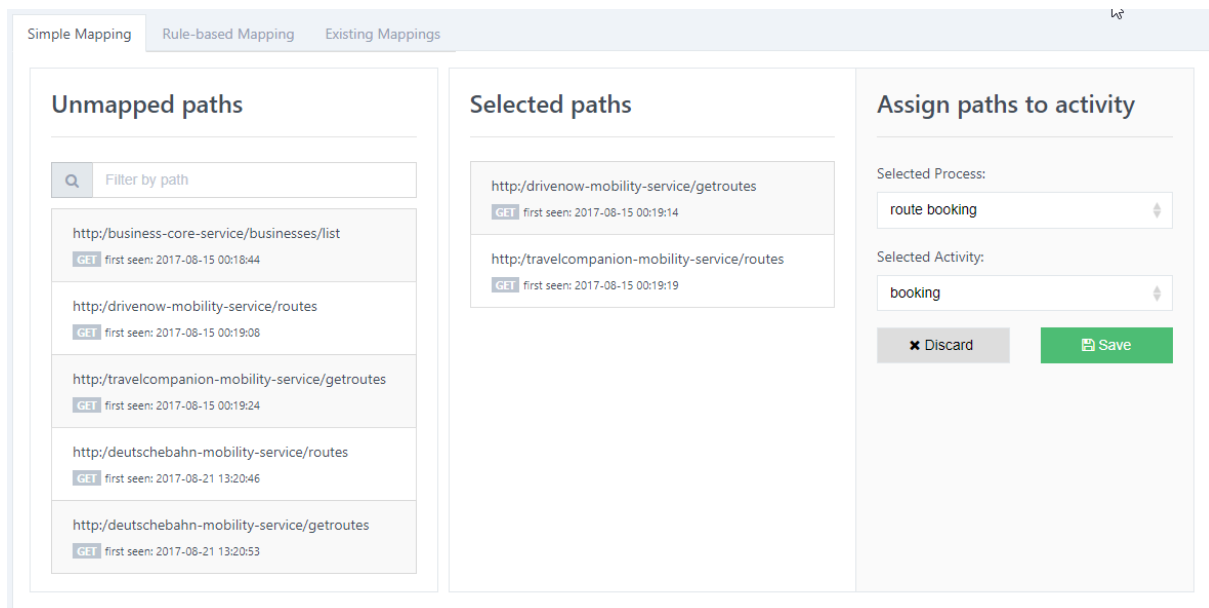 Simple Mapping
Rule-based Mapping
Existing Mappings
Unmapped paths
Filter by path
http:/business-core-service/businesses/list
GET first seen: 2017-08-15 00:18:44
http:/drivenow-mobility-service/routes
GET first seen: 2017-08-15 00:19:08
http:/travelcompanion-mobility-service/getroutes
GET first seen: 2017-08-15 00:19:24
http:/deutschebahn-mobility-service/routes
GET first seen: 2017-08-21 13:20:46
http:/deutschebahn-mobility-service/getroutes
GET first seen: 2017-08-21 13:20:53
Selected paths
http:/drivenow-mobility-service/getroutes
GET first seen: 2017-08-15 00:19:14
http:/travelcompanion-mobility-service/routes
GET first seen: 2017-08-15 00:19:19
Assign paths to activity
Selected Process:
route booking
Selected Activity:
booking
Discard
Save